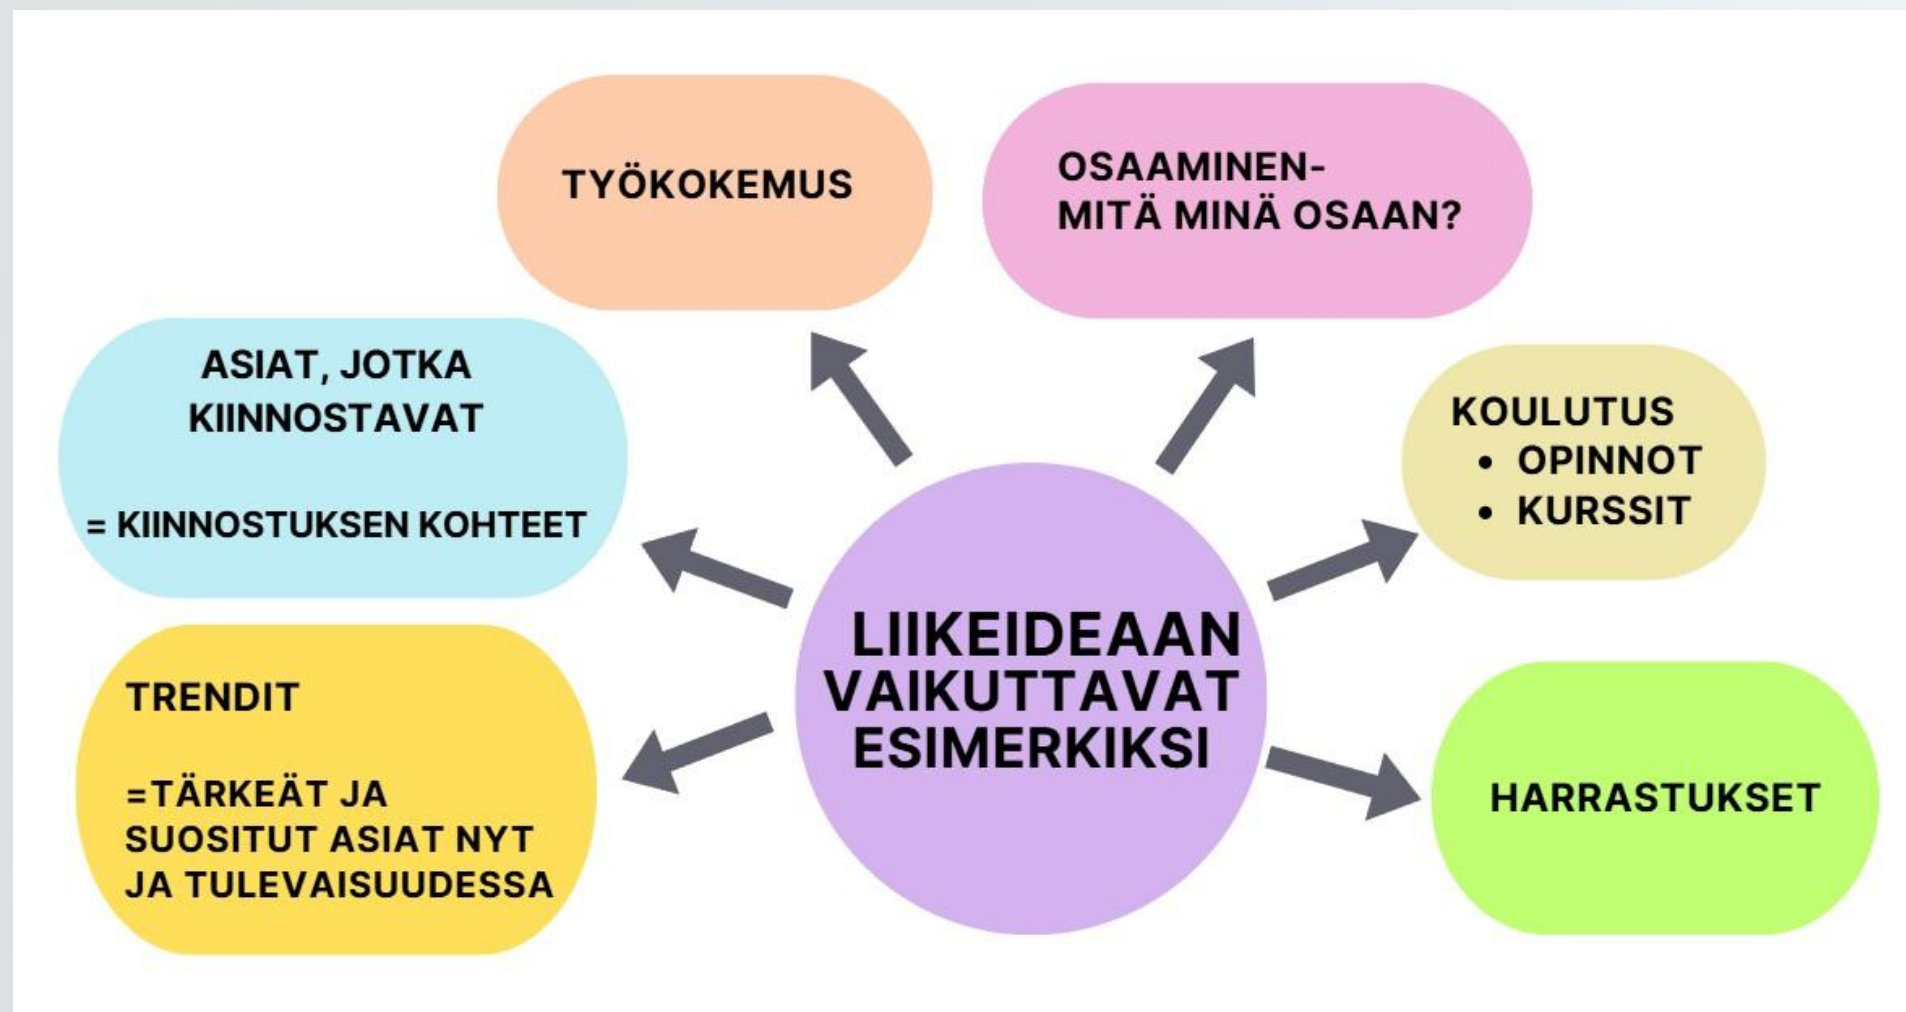 TYÖKOKEMUS
OSAAMINEN-
MITÄ MINÄ OSAAN?
ASIAT, JOTKA
KIINNOSTAVAT
= KIINNOSTUKSEN KOHTEET
KOULUTUS
• OPINNOT
• KURSSIT
LIIKEIDEAAN
VAIKUTTAVAT
ESIMERKIKSI
TRENDIT
=TÄRKEÄT JA
SUOSITUT ASIAT NYT
JA TULEVAISUUDESSA
HARRASTUKSET